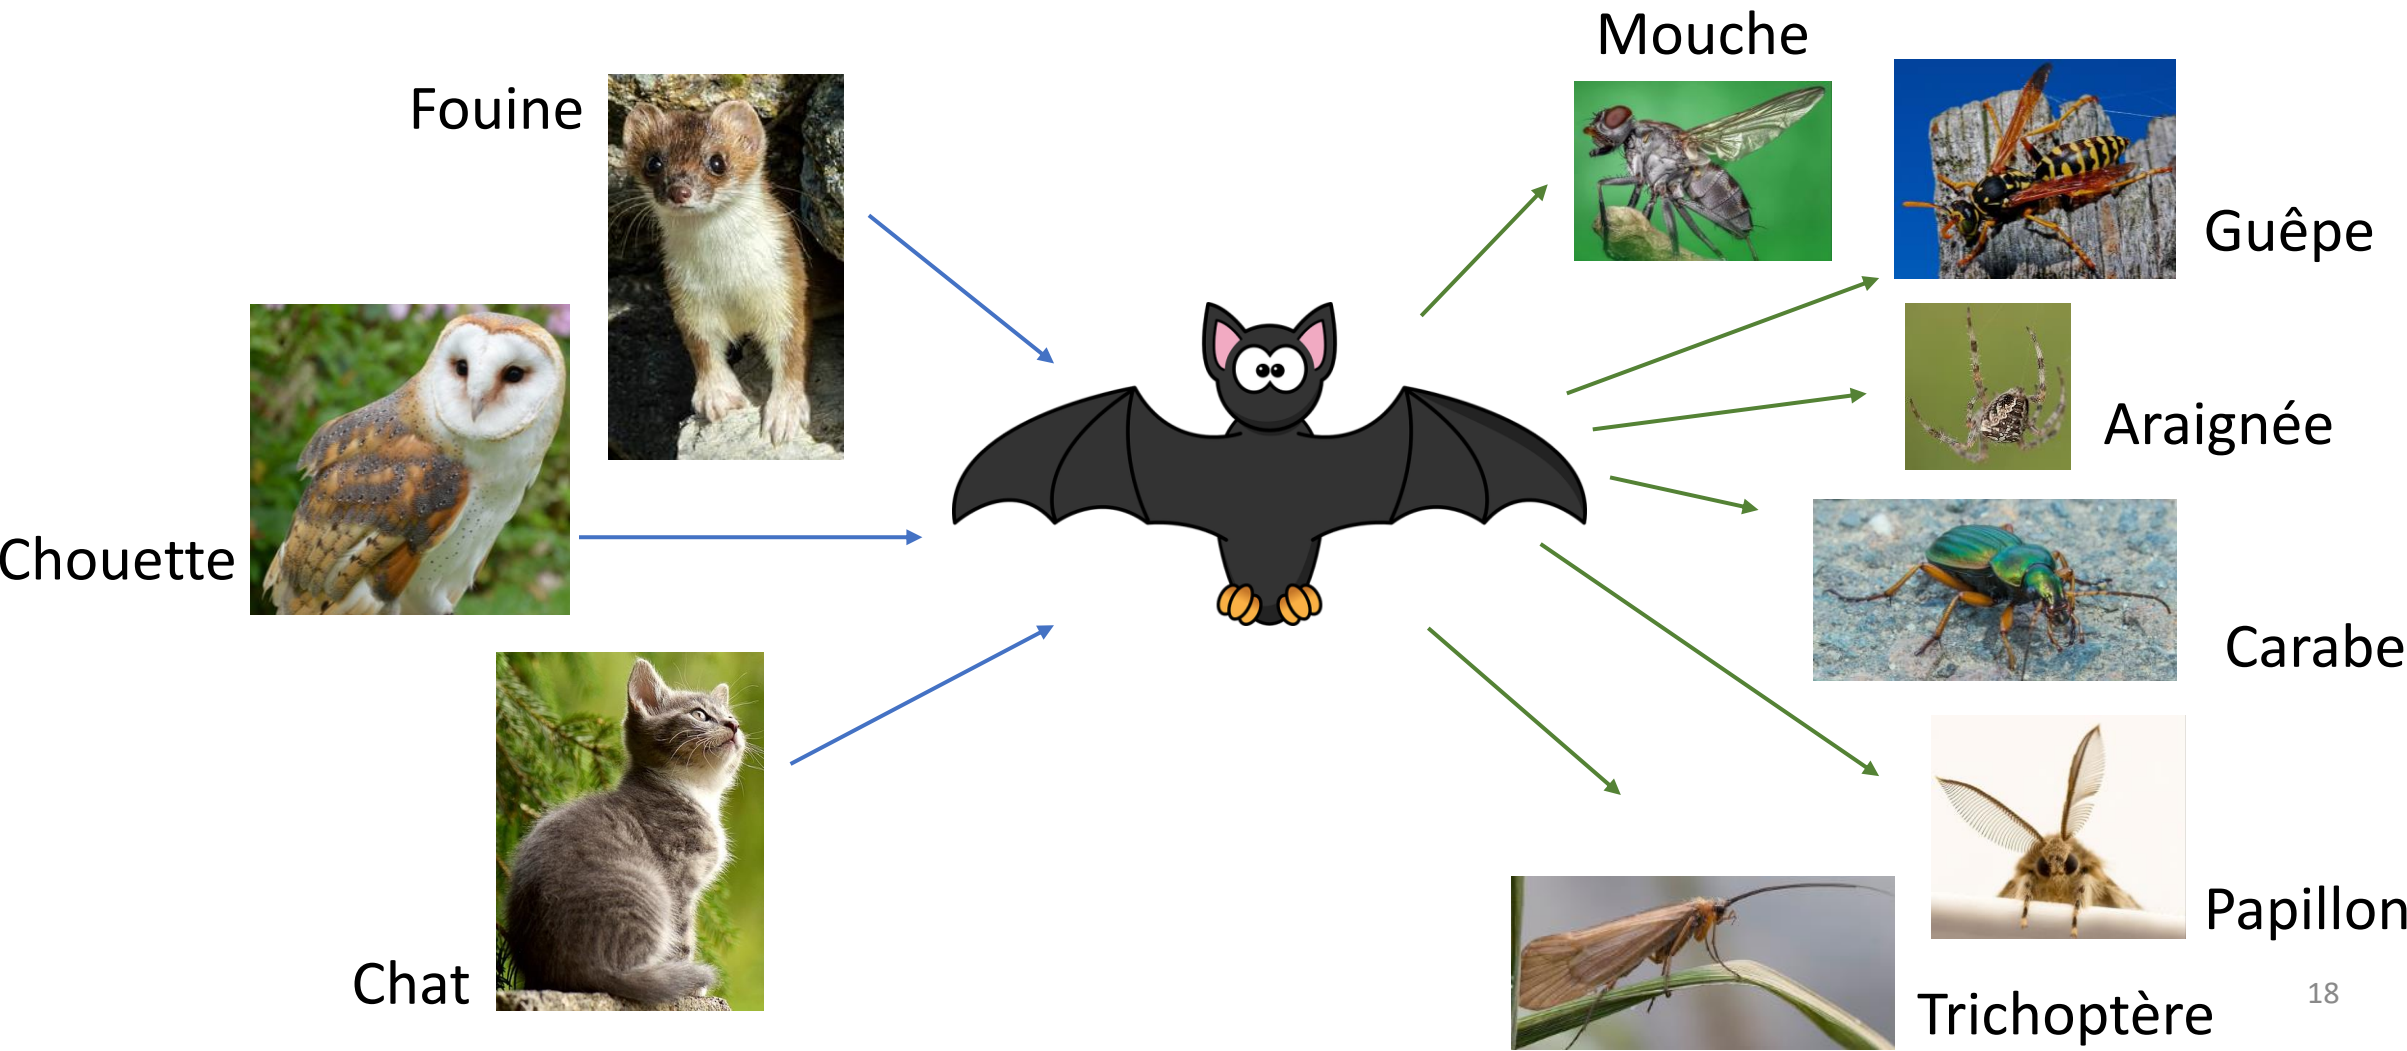 Mouche
Fouine
Guêpe
Araignée
Chouette
Carabe
Papillon
Chat
Trichoptère
18